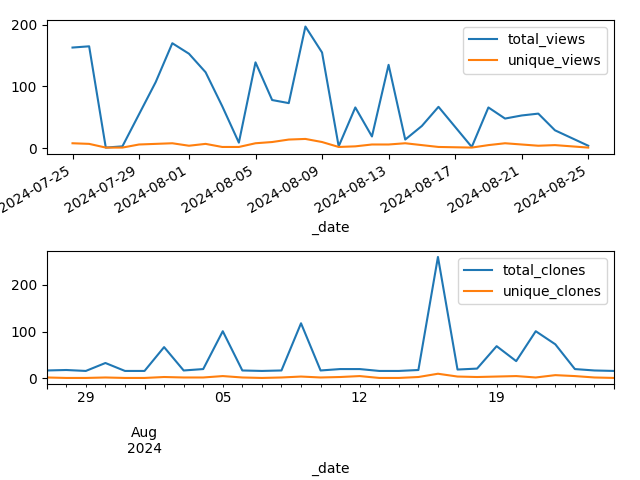 200
100
0
total_views
unique_views
2024-07-25
2024-07-29
2024-08-01
2024-08-05
2024-08-09
2024-08-13
2024-08-17
2024-08-21
2024-08-25
_date
200
100
0
total_clones
unique_clones
29
05
12
19
Aug
2024
_date